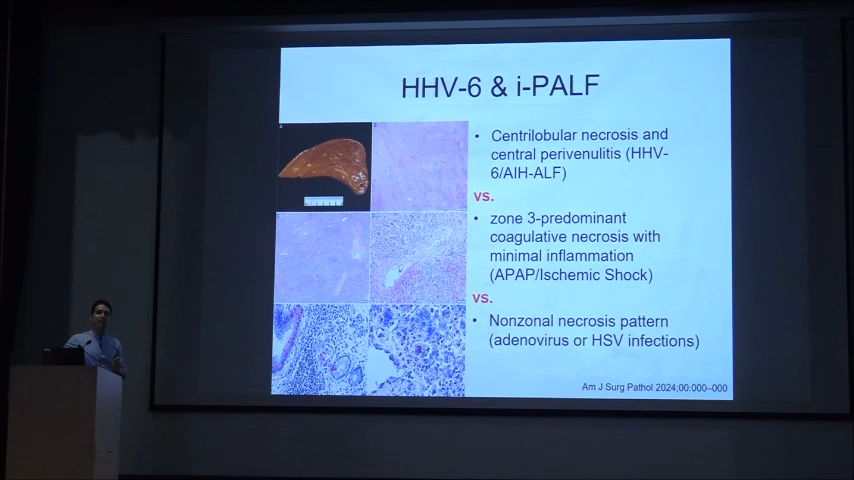 HHV-6 & i-PALF
• Centrilobular necrosis and
central perivenulitis (HHV-
6/AIH-ALF)
vs.
• zone 3-predominant
coagulative necrosis with
minimal inflammation
(APAP/Ischemic Shock)
vs.
• Nonzonal necrosis pattern
(adenovirus or HSV infections)
Am J Surg Pathol 2024;00:000–000